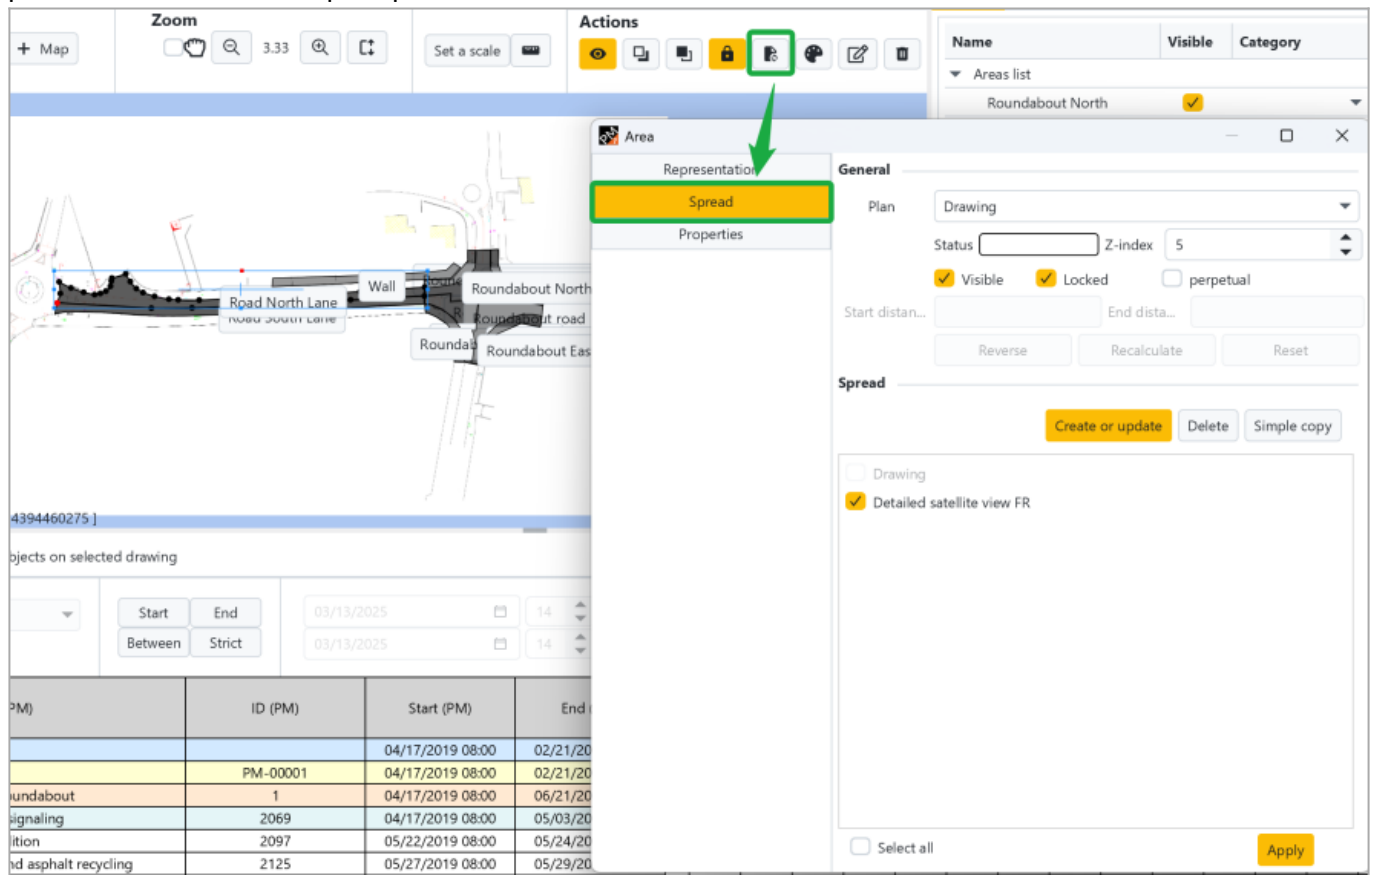 Zoom
Actions
+ Map
3.33
Set a scale
Name
Visible
Category
Areas list
Roundabout North
Area
Representation
Spread
Properties
General
Plan
Drawing
Status
Z-index
5
Visible
Locked
perpetual
Start distan...
End dista...
Reverse
Recalculate
Reset
Spread
Create or update
Delete
Simple copy
Drawing
Detailed satellite view FR
Select all
Apply
Wall
Roundabout North
Road North Lane
Road South Lane
Roundabout road
Roundab
Roundabout Eas
4394460275 ]
bjects on selected drawing
Start
End
03/13/2025
14
Between
Strict
03/13/2025
14
PM)
ID (PM)
Start (PM)
End
04/17/2019 08:00
02/21/20
PM-00001
04/17/2019 08:00
02/21/20
undabout
1
04/17/2019 08:00
06/21/20
signaling
2069
04/17/2019 08:00
05/03/20
ition
2097
05/22/2019 08:00
05/24/20
nd asphalt recycling
2125
05/27/2019 08:00
05/29/20